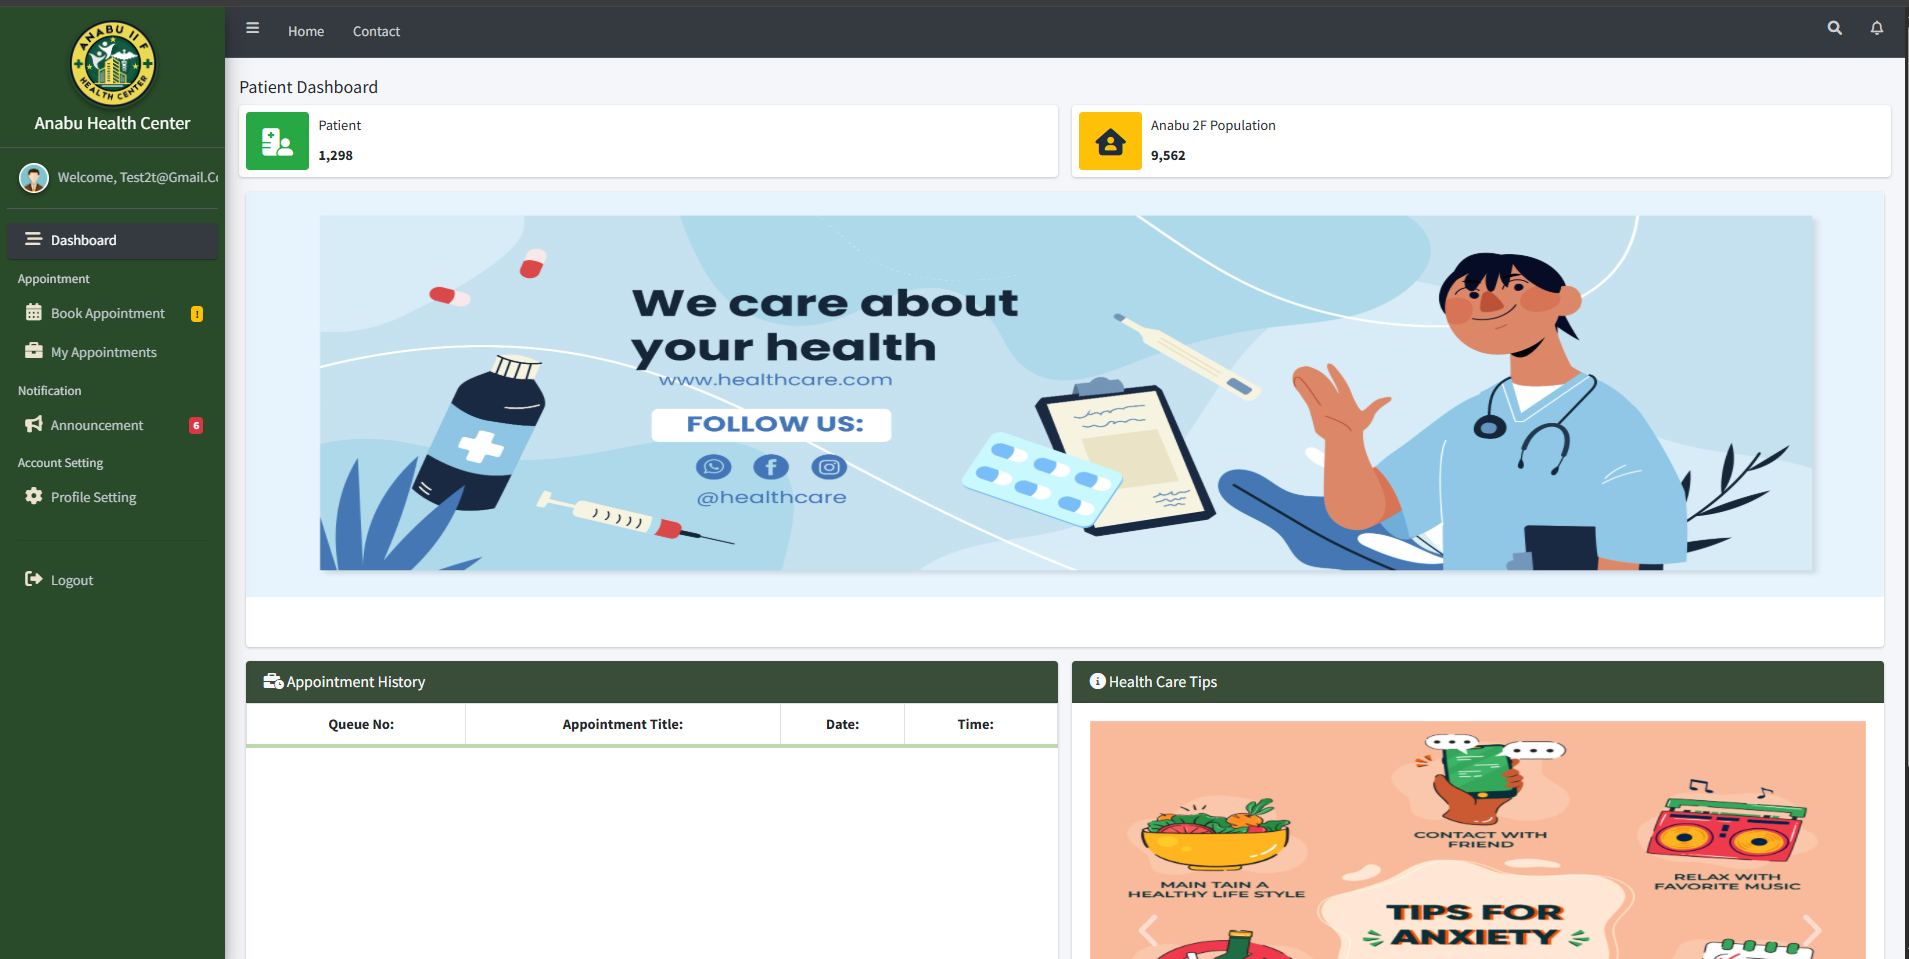 ANABU II F
HEALTH CENTER
Anabu Health Center
Welcome, Test2t@Gmail.Co
Dashboard
Appointment
Book Appointment !
My Appointments
Notification
Announcement 6
Account Setting
Profile Setting
Logout
Home Contact
Patient Dashboard
Patient
1,298
Anabu 2F Population
9,562
We care about
your health
www.healthcare.com
FOLLOW US:
@healthcare
Appointment History
Queue No: Appointment Title: Date: Time:
Health Care Tips
CONTACT WITH
FRIEND
MAIN TAIN A
HEALTHY LIFE STYLE
RELAX WITH
FAVORITE MUSIC
TIPS FOR
ANXIETY